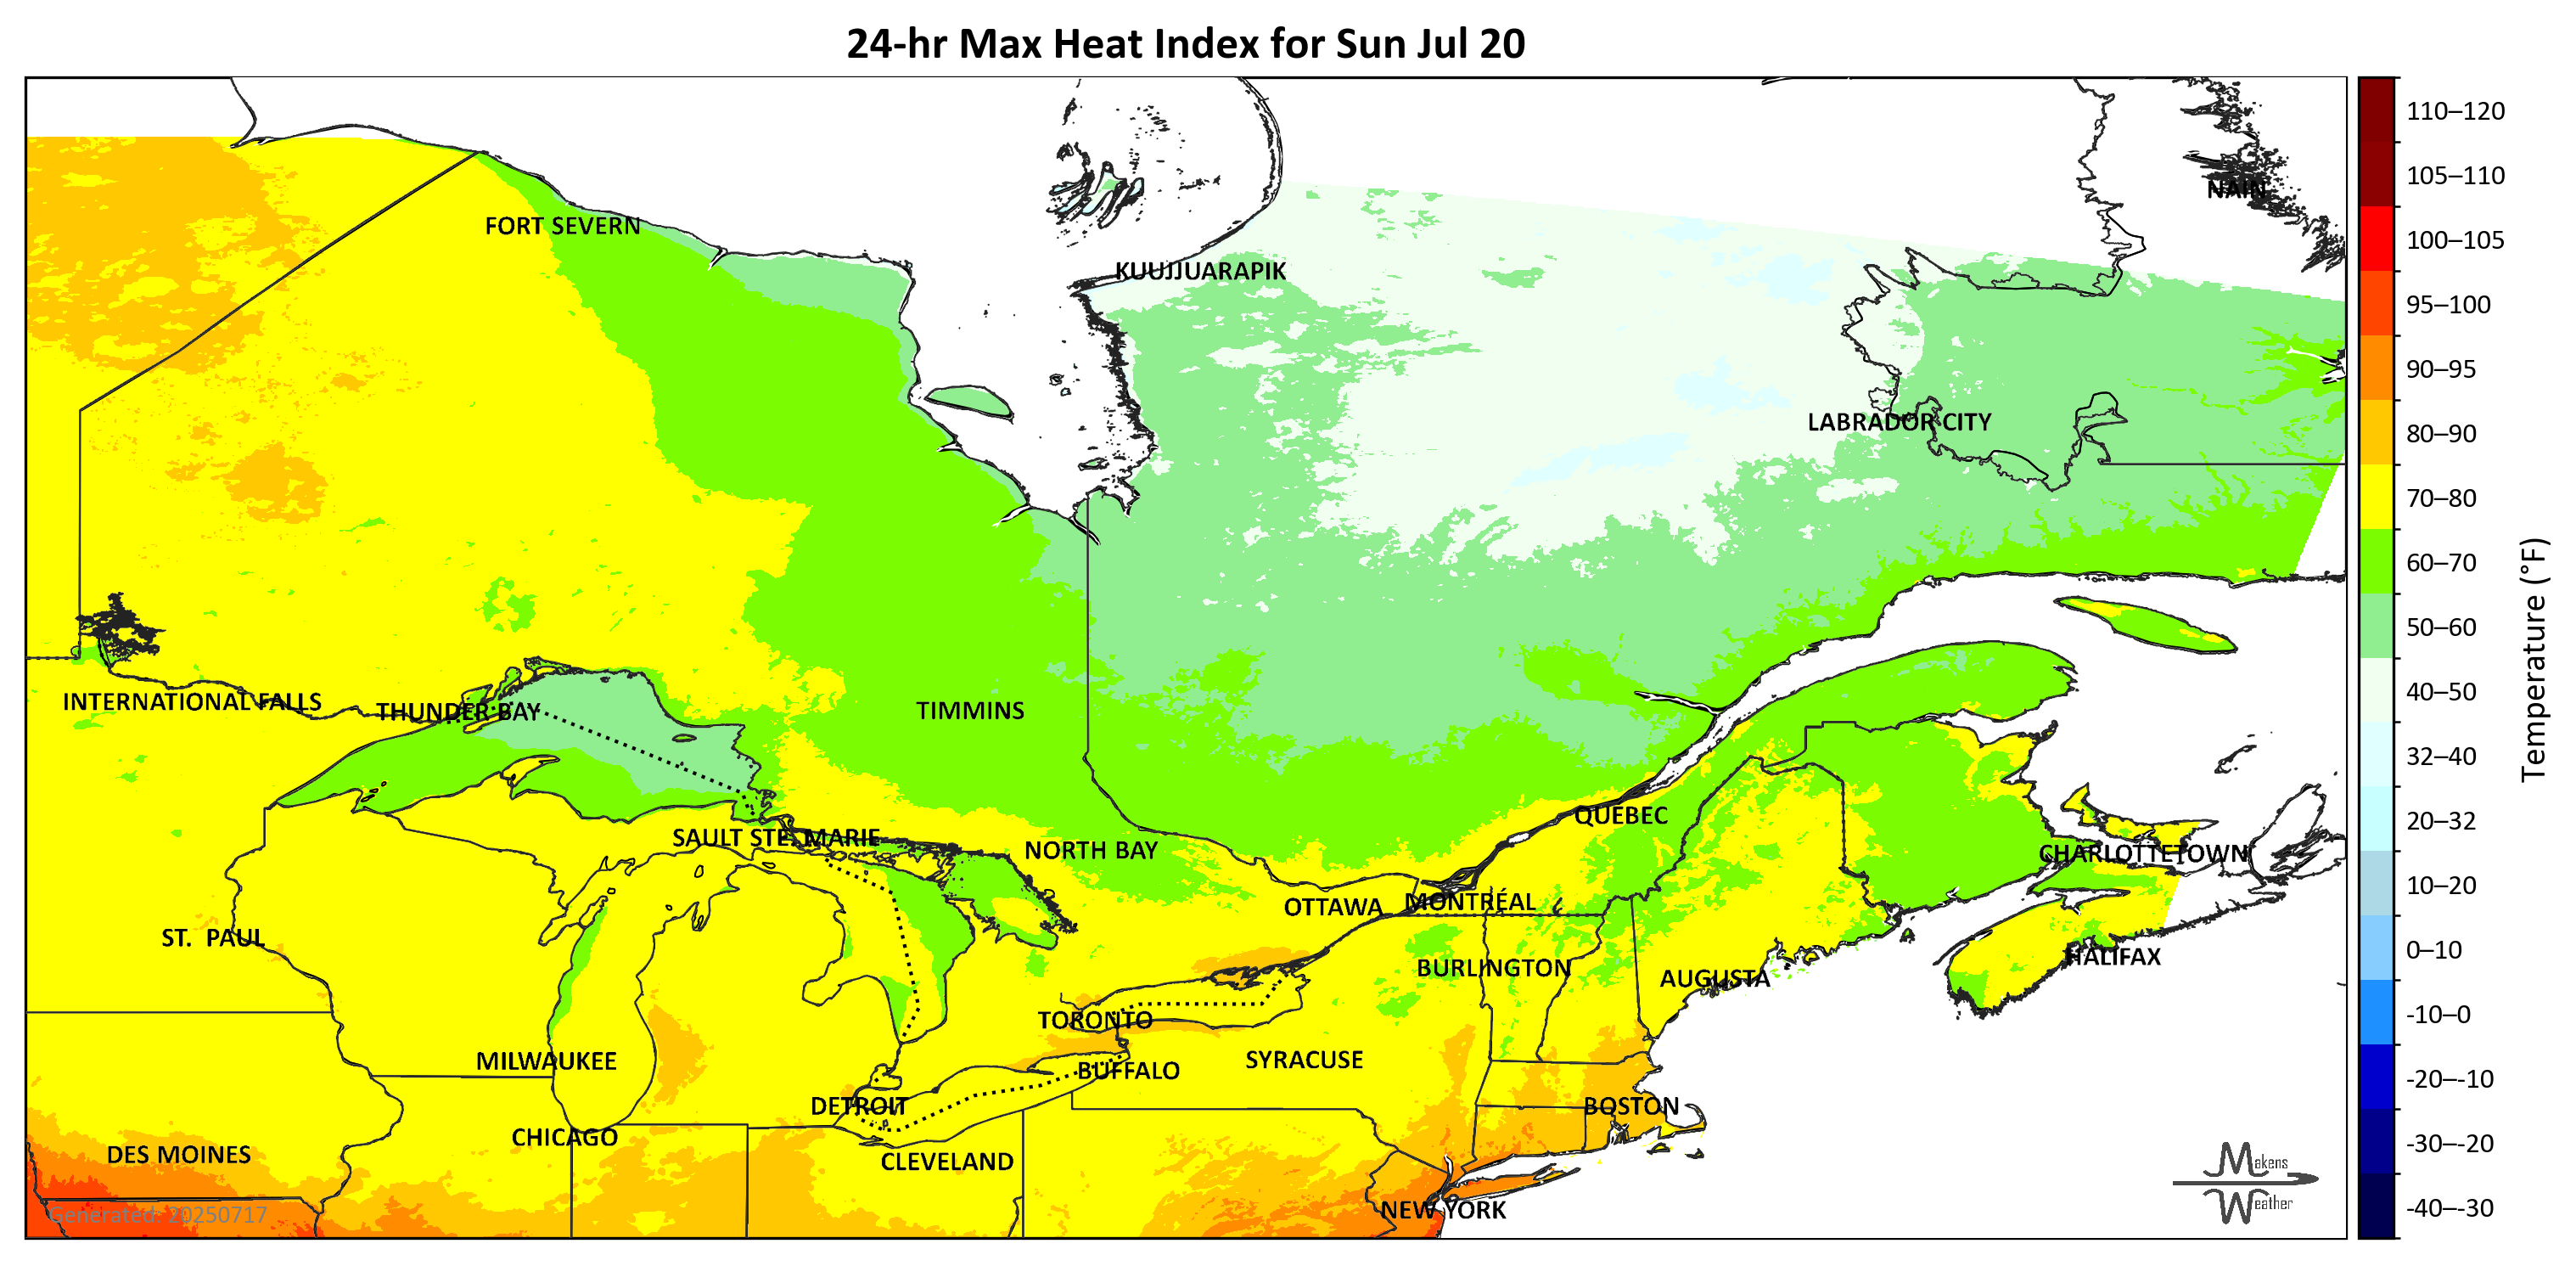 24-hr Max Heat Index for Sun Jul 20
110–120
NAIN
105–110
FORT SEVERN
100–105
KUUJJUARAPIK
95–100
90–95
LABRADOR CITY
80–90
70–80
60–70
50–60
Temperature (°F)
INTERNATIONAL FALLS
THUNDER BAY
TIMMINS
40–50
32–40
QUEBEC
20–32
SAULT STE. MARIE
NORTH BAY
CHARLOTTETOWN
10–20
OTTAWA
MONTRÉAL
ST. PAUL
0–10
BURLINGTON
AUGUSTA
HALIFAX
TORONTO
-10–0
MILWAUKEE
BUFFALO
SYRACUSE
-20–-10
DETROIT
BOSTON
CHICAGO
-30–-20
DES MOINES
CLEVELAND
Makens
Weather
NEW YORK
-40–-30
Generated: 20250717